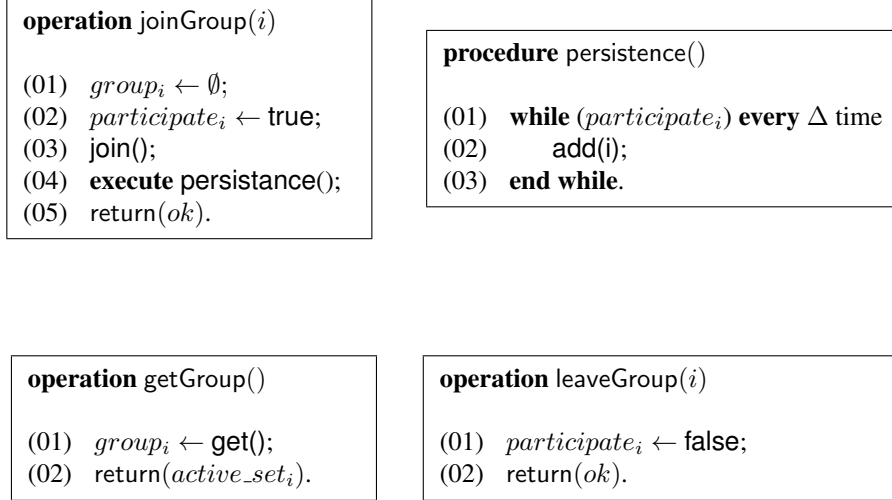 operation joinGroup(i)
(01) group_i ← ∅;
(02) participate_i ← true;
(03) join();
(04) execute persistance();
(05) return(ok).
procedure persistence()
(01) while (participate_i) every Δ time
(02) add(i);
(03) end while.
operation getGroup()
(01) group_i ← get();
(02) return(active_set_i).
operation leaveGroup(i)
(01) participate_i ← false;
(02) return(ok).